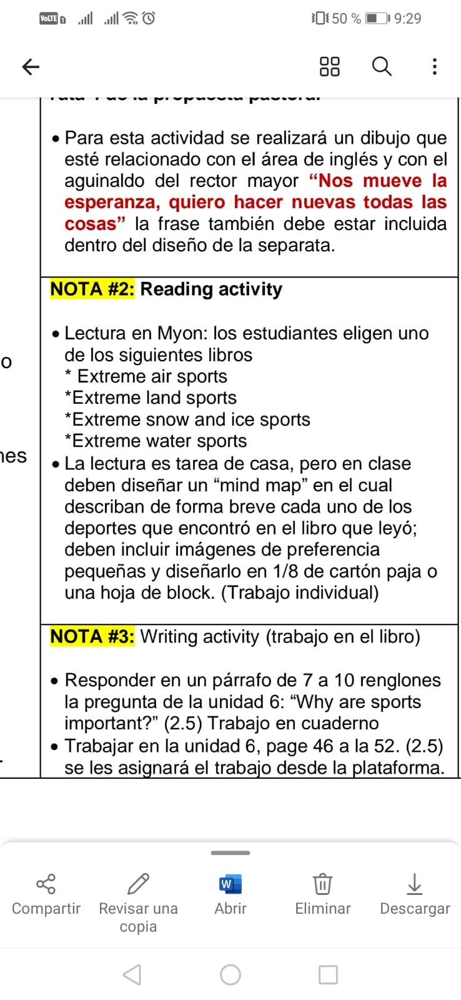 VoLTE
50 %
9:29
ruta 4 de la propuesta pastoral
• Para esta actividad se realizará un dibujo que
esté relacionado con el área de inglés y con el
aguinaldo del rector mayor “Nos mueve la
esperanza, quiero hacer nuevas todas las
cosas” la frase también debe estar incluida
dentro del diseño de la separata.
NOTA #2: Reading activity
• Lectura en Myon: los estudiantes eligen uno
o
de los siguientes libros
* Extreme air sports
*Extreme land sports
*Extreme snow and ice sports
*Extreme water sports
nes
• La lectura es tarea de casa, pero en clase
deben diseñar un “mind map” en el cual
describan de forma breve cada uno de los
deportes que encontró en el libro que leyó;
deben incluir imágenes de preferencia
pequeñas y diseñarlo en 1/8 de cartón paja o
una hoja de block. (Trabajo individual)
NOTA #3: Writing activity (trabajo en el libro)
• Responder en un párrafo de 7 a 10 renglones
la pregunta de la unidad 6: “Why are sports
important?” (2.5) Trabajo en cuaderno
• Trabajar en la unidad 6, page 46 a la 52. (2.5)
se les asignará el trabajo desde la plataforma.
Compartir
Revisar una
copia
W
Abrir
Eliminar
Descargar